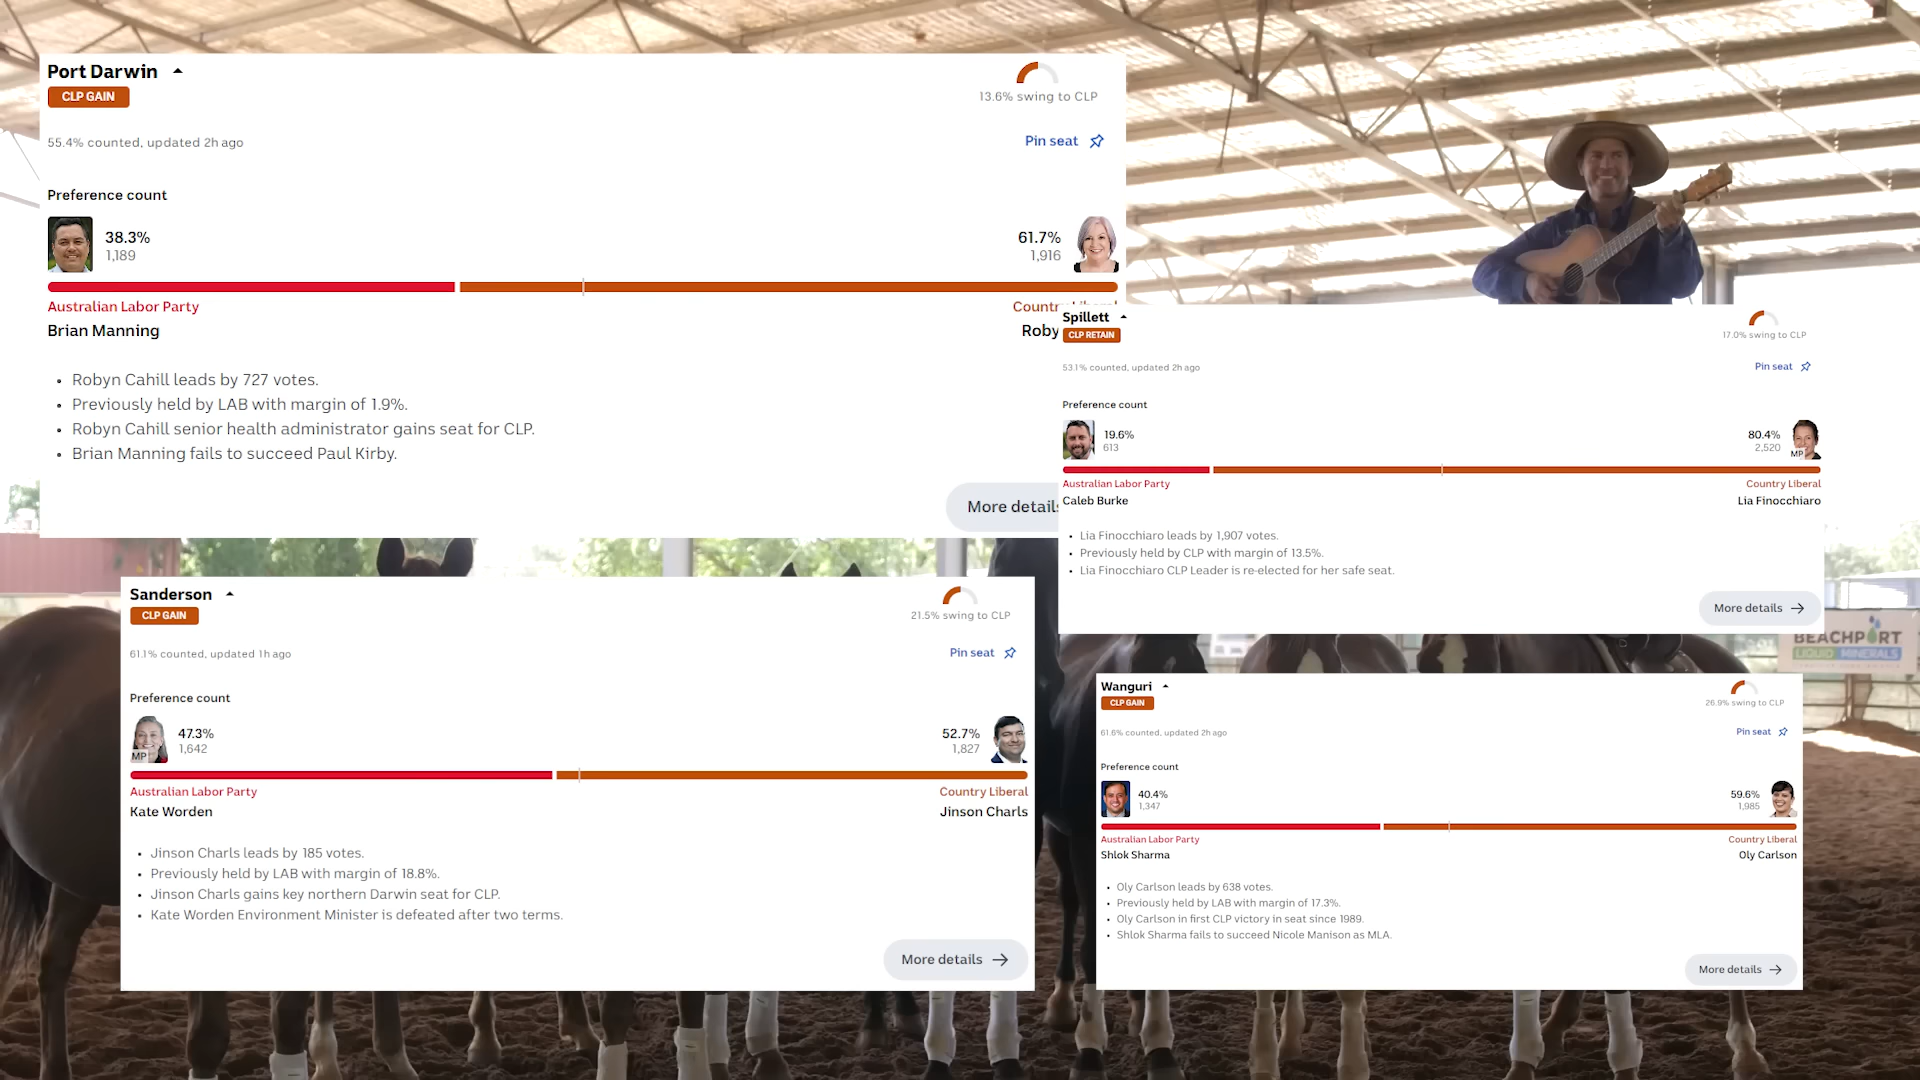 Port Darwin
CLP GAIN
13.6% swing to CLP
55.4% counted, updated 2h ago
Pin seat
Preference count
38.3%
1,189
61.7%
1,916
Australian Labor Party
Brian Manning
Robyn Cahill leads by 727 votes.
Previously held by LAB with margin of 1.9%.
Robyn Cahill senior health administrator gains seat for CLP.
Brian Manning fails to succeed Paul Kirby.
More details
Spillett
CLP RETAIN
17.0% swing to CLP
53.1% counted, updated 2h ago
Pin seat
Preference count
19.6%
613
80.4%
2,520
MP
Australian Labor Party
Country Liberal
Caleb Burke
Lia Finocchiaro
Lia Finocchiaro leads by 1,907 votes.
Previously held by CLP with margin of 13.5%.
Lia Finocchiaro CLP Leader is re-elected for her safe seat.
More details
Sanderson
CLP GAIN
21.5% swing to CLP
61.1% counted, updated 1h ago
Pin seat
Preference count
47.3%
1,642
MP
52.7%
1,827
Australian Labor Party
Country Liberal
Kate Worden
Jinson Charls
Jinson Charls leads by 185 votes.
Previously held by LAB with margin of 18.8%.
Jinson Charls gains key northern Darwin seat for CLP.
Kate Worden Environment Minister is defeated after two terms.
More details
BEACHPORT
LIQUID MINERALS
Wanguri
CLP GAIN
26.9% swing to CLP
61.6% counted, updated 2h ago
Pin seat
Preference count
40.4%
1,347
59.6%
1,985
Australian Labor Party
Country Liberal
Shlok Sharma
Oly Carlson
Oly Carlson leads by 638 votes.
Previously held by LAB with margin of 17.3%.
Oly Carlson in first CLP victory in seat since 1989.
Shlok Sharma fails to succeed Nicole Manison as MLA.
More details